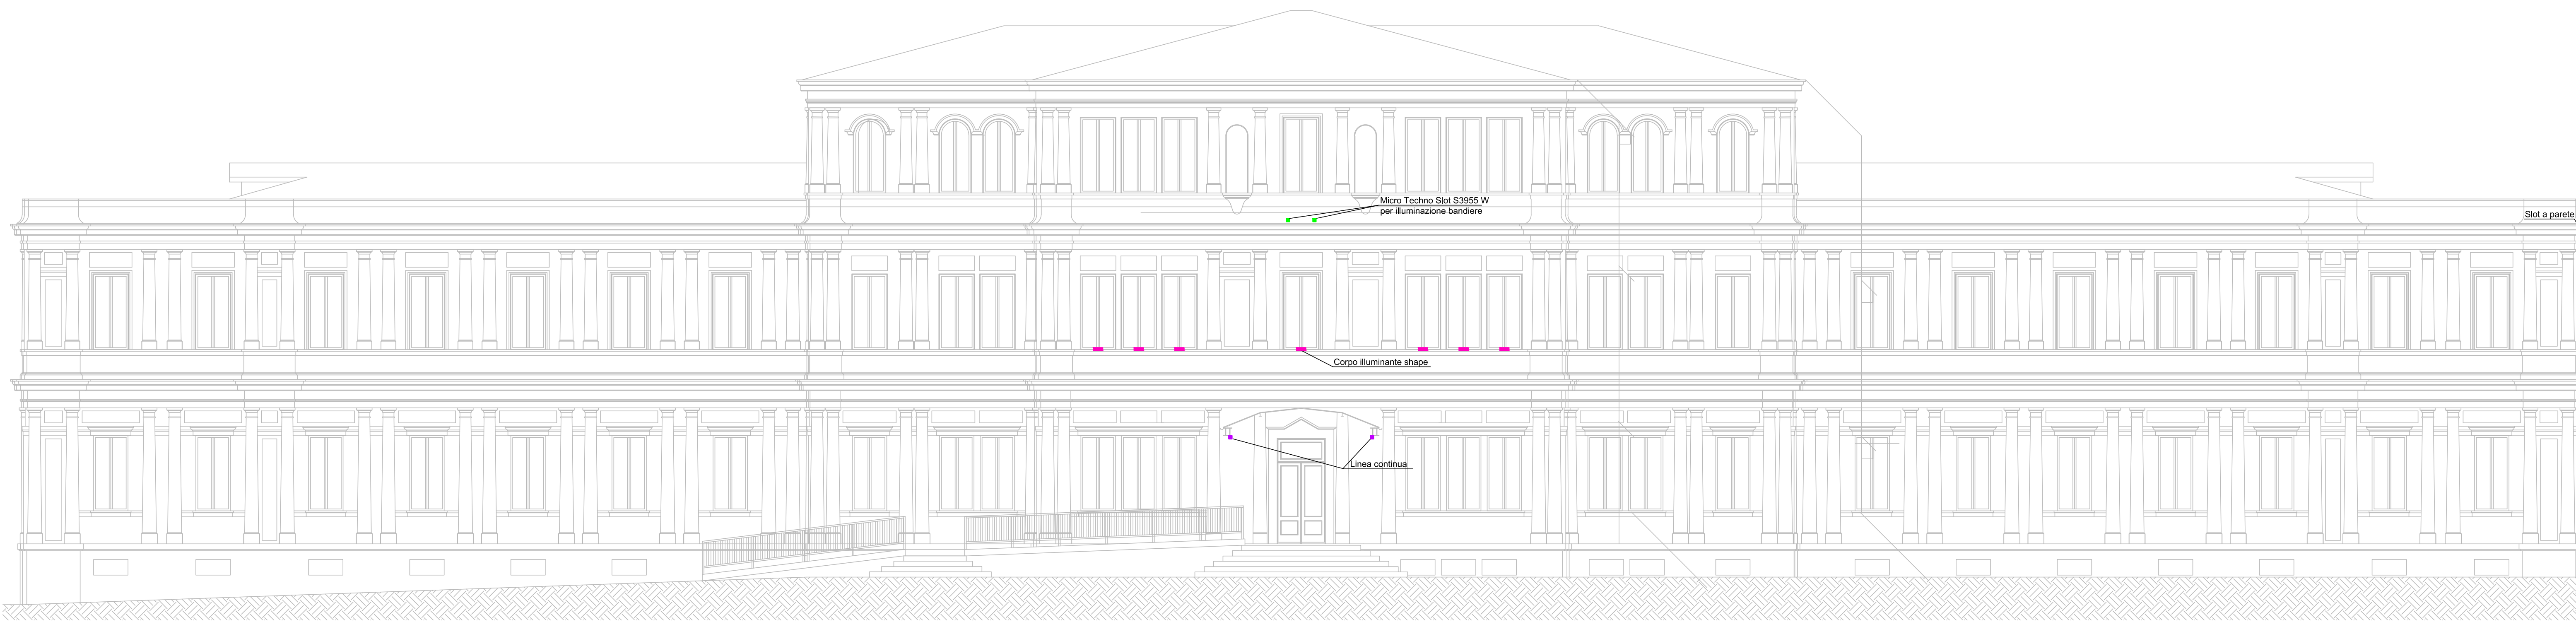 Micro Techno Slot S3955 W
per illuminazione bandiere
Slot a parete
Corpo illuminante shape
Linea continua